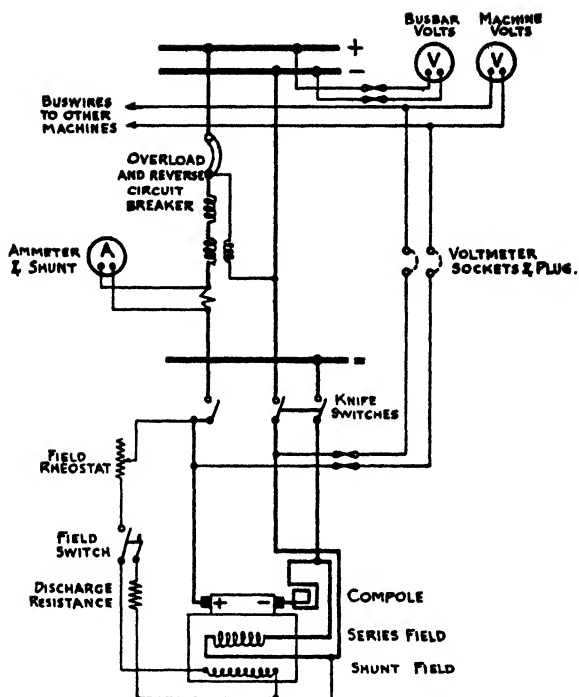 BUSBAR
VOLTS
MACHINE
VOLTS
V
V
+
−
BUSWIRES
TO OTHER
MACHINES
OVERLOAD
AND REVERSE
CIRCUIT
BREAKER
AMMETER
& SHUNT
A
VOLTMETER
SOCKETS & PLUG.
=
KNIFE
SWITCHES
FIELD
RHEOSTAT
FIELD
SWITCH
DISCHARGE
RESISTANCE
+ −
COMPOLE
SERIES FIELD
SHUNT FIELD